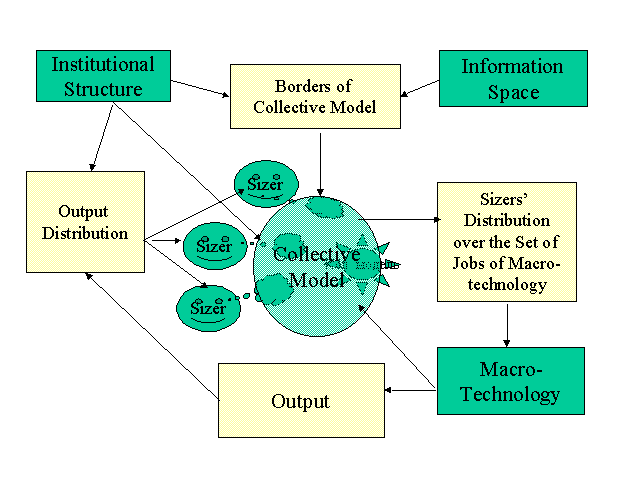 Institutional
Structure
Borders of
Collective Model
Information
Space
Sizer
Output
Distribution
Sizer
Sizer
Collective
Model
Sizers’
Distribution
over the Set of
Jobs of Macro-
technology
Macro-
Technology
Output